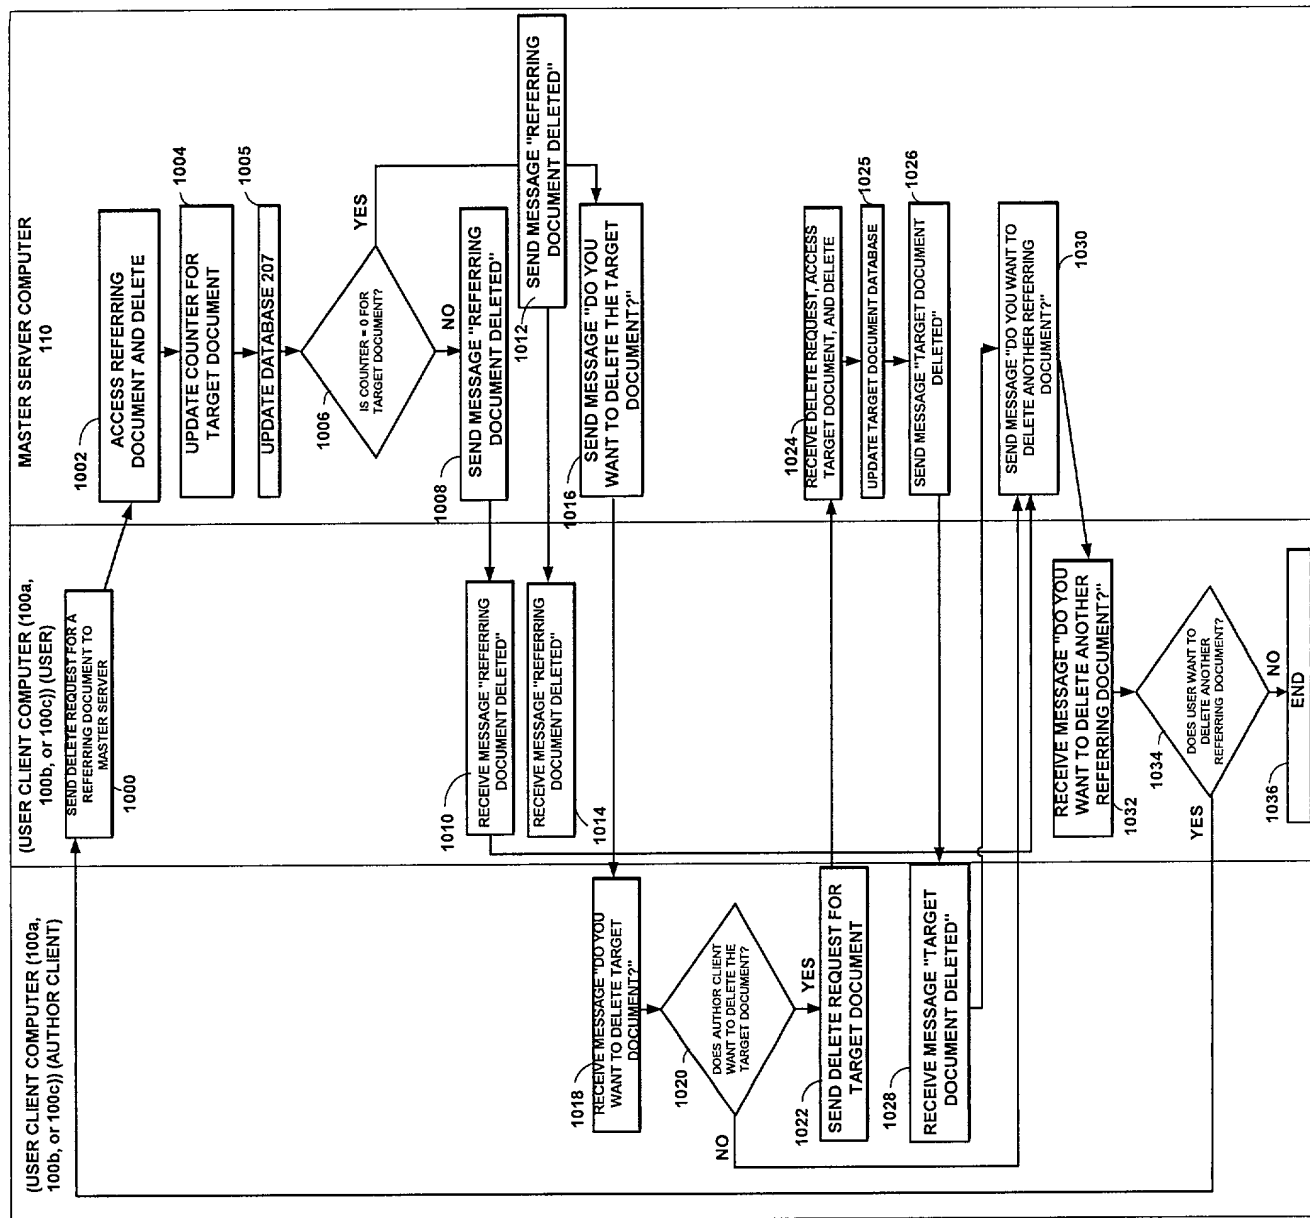 (USER CLIENT COMPUTER (100a,
100b, or 100c)) (AUTHOR CLIENT)
(USER CLIENT COMPUTER (100a,
100b, or 100c)) (USER)
MASTER SERVER COMPUTER
110
SEND DELETE REQUEST FOR A
REFERRING DOCUMENT TO
MASTER SERVER
1000
1002
ACCESS REFERRING
DOCUMENT AND DELETE
1004
UPDATE COUNTER FOR
TARGET DOCUMENT
1005
UPDATE DATABASE 207
1006
IS COUNTER = 0 FOR
TARGET DOCUMENT?
YES
NO
1008
SEND MESSAGE "REFERRING
DOCUMENT DELETED"
1010
RECEIVE MESSAGE "REFERRING
DOCUMENT DELETED"
1012
SEND MESSAGE "REFERRING
DOCUMENT DELETED"
RECEIVE MESSAGE "REFERRING
DOCUMENT DELETED"
1014
1016
SEND MESSAGE "DO YOU
WANT TO DELETE THE TARGET
DOCUMENT?"
1018
RECEIVE MESSAGE "DO YOU
WANT TO DELETE TARGET
DOCUMENT?"
1020
DOES AUTHOR CLIENT
WANT TO DELETE THE
TARGET DOCUMENT?
NO
YES
1022
SEND DELETE REQUEST FOR
TARGET DOCUMENT
1024
RECEIVE DELETE REQUEST, ACCESS
TARGET DOCUMENT, AND DELETE
1025
UPDATE TARGET DOCUMENT DATABASE
1026
SEND MESSAGE "TARGET DOCUMENT
DELETED"
1028
RECEIVE MESSAGE "TARGET
DOCUMENT DELETED"
SEND MESSAGE "DO YOU WANT TO
DELETE ANOTHER REFERRING
DOCUMENT?"
1030
RECEIVE MESSAGE "DO YOU
WANT TO DELETE ANOTHER
REFERRING DOCUMENT?"
1032
1034
DOES USER WANT TO
DELETE ANOTHER
REFERRING DOCUMENT?
YES
NO
1036
END